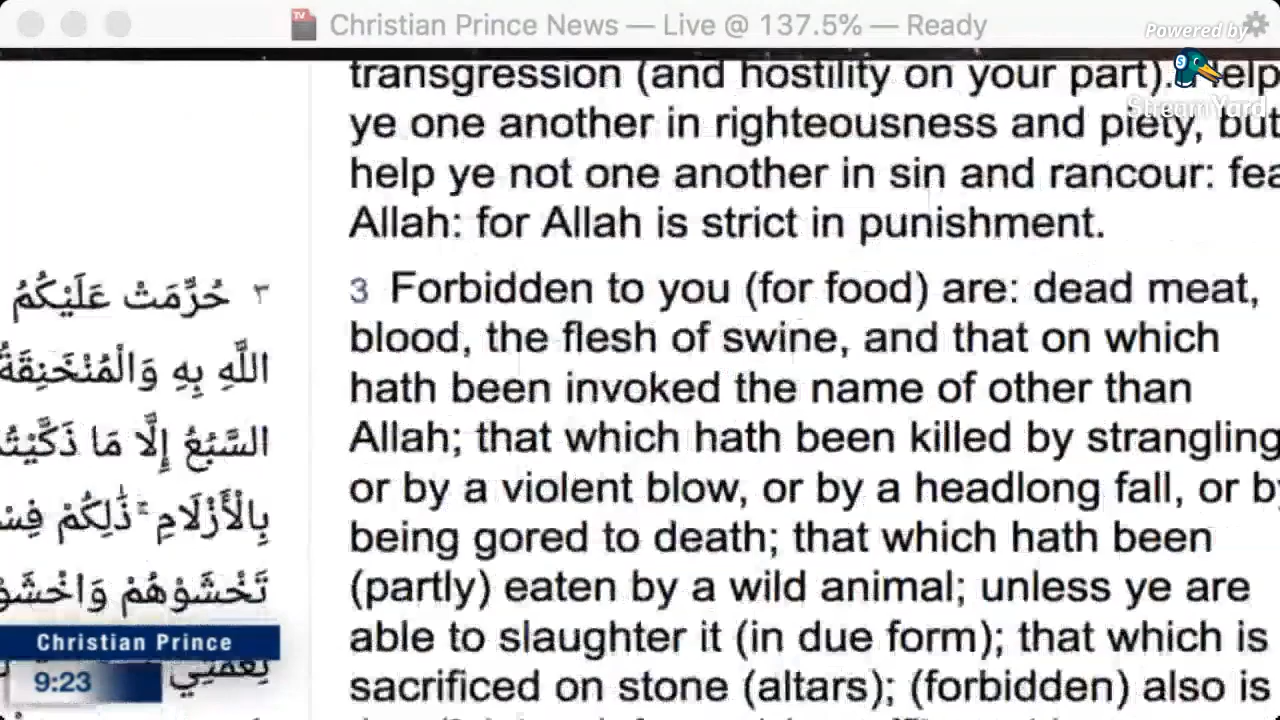 Christian Prince News — Live @ 137.5% — Ready
Powered by
StreamYard
transgression (and hostility on your part). Help
ye one another in righteousness and piety, but
help ye not one another in sin and rancour: fea
Allah: for Allah is strict in punishment.
3 Forbidden to you (for food) are: dead meat,
blood, the flesh of swine, and that on which
hath been invoked the name of other than
Allah; that which hath been killed by strangling
or by a violent blow, or by a headlong fall, or by
being gored to death; that which hath been
(partly) eaten by a wild animal; unless ye are
able to slaughter it (in due form); that which is
sacrificed on stone (altars); (forbidden) also is
٣ حُرِّمَتْ عَلَيْكُمُ
اللَّهِ بِهِ وَالْمُنْخَنِقَةُ
السَّبُعُ إِلَّا مَا ذَكَّيْتُ
بِالْأَزْلَامِ ۚ ذَٰلِكُمْ فِسْ
تَخْشَوْهُمْ وَاخْشَوْ
Christian Prince
9:23